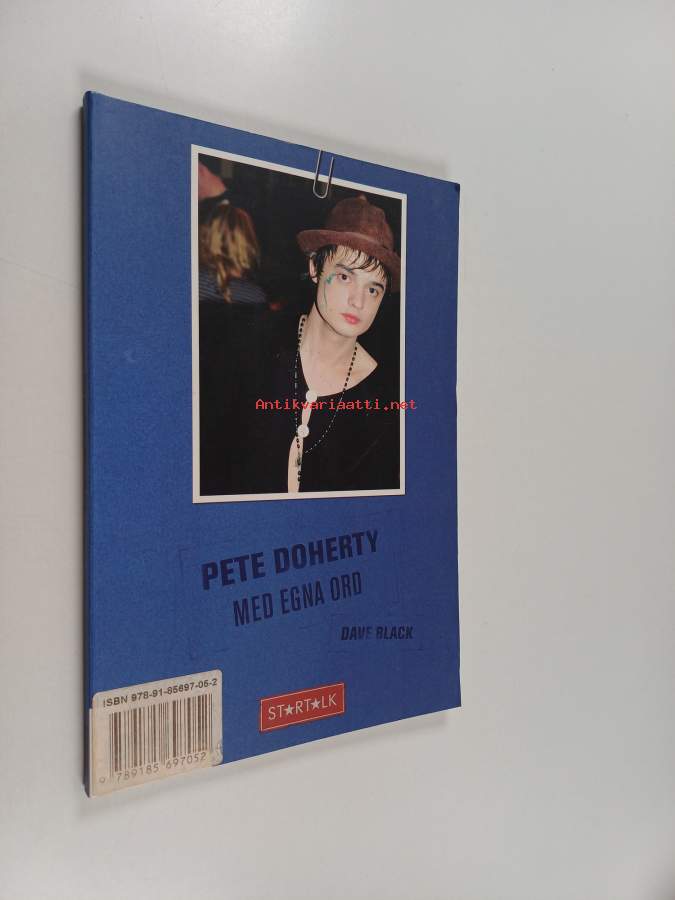 Antikvariaatti.net
PETE DOHERTY
MED EGNA ORD
DAVE BLACK
ISBN 978-91-85697-05-2
ST★RT★LK
9 789185 697052